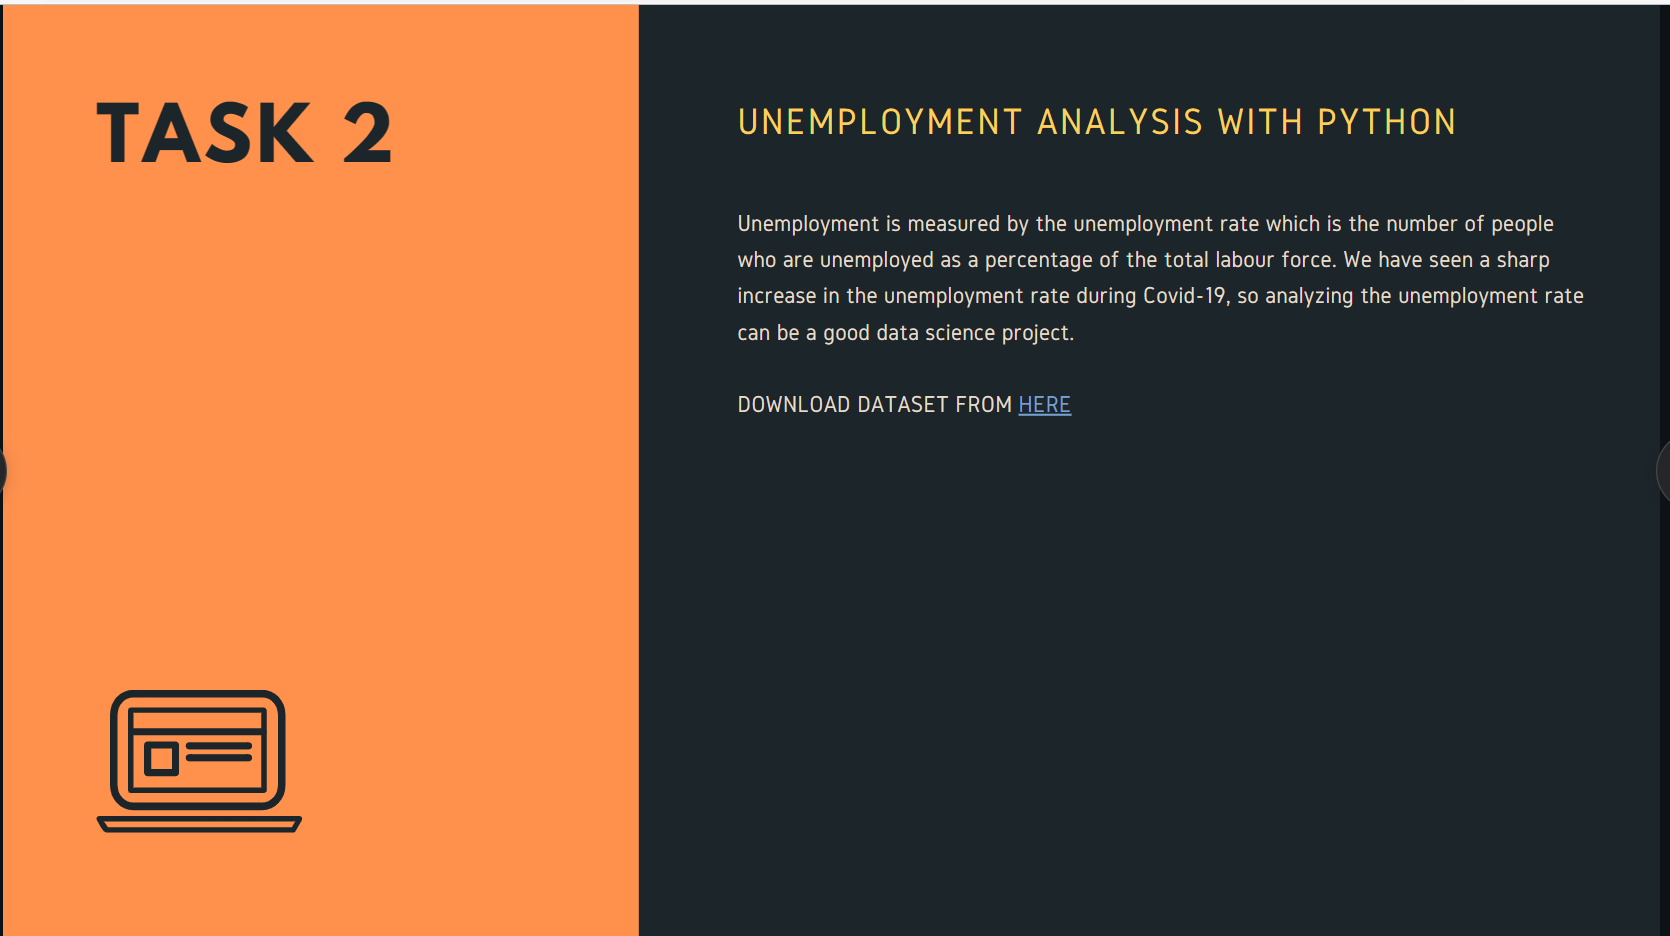 TASK 2
UNEMPLOYMENT ANALYSIS WITH PYTHON
Unemployment is measured by the unemployment rate which is the number of people
who are unemployed as a percentage of the total labour force. We have seen a sharp
increase in the unemployment rate during Covid-19, so analyzing the unemployment rate
can be a good data science project.
DOWNLOAD DATASET FROM HERE